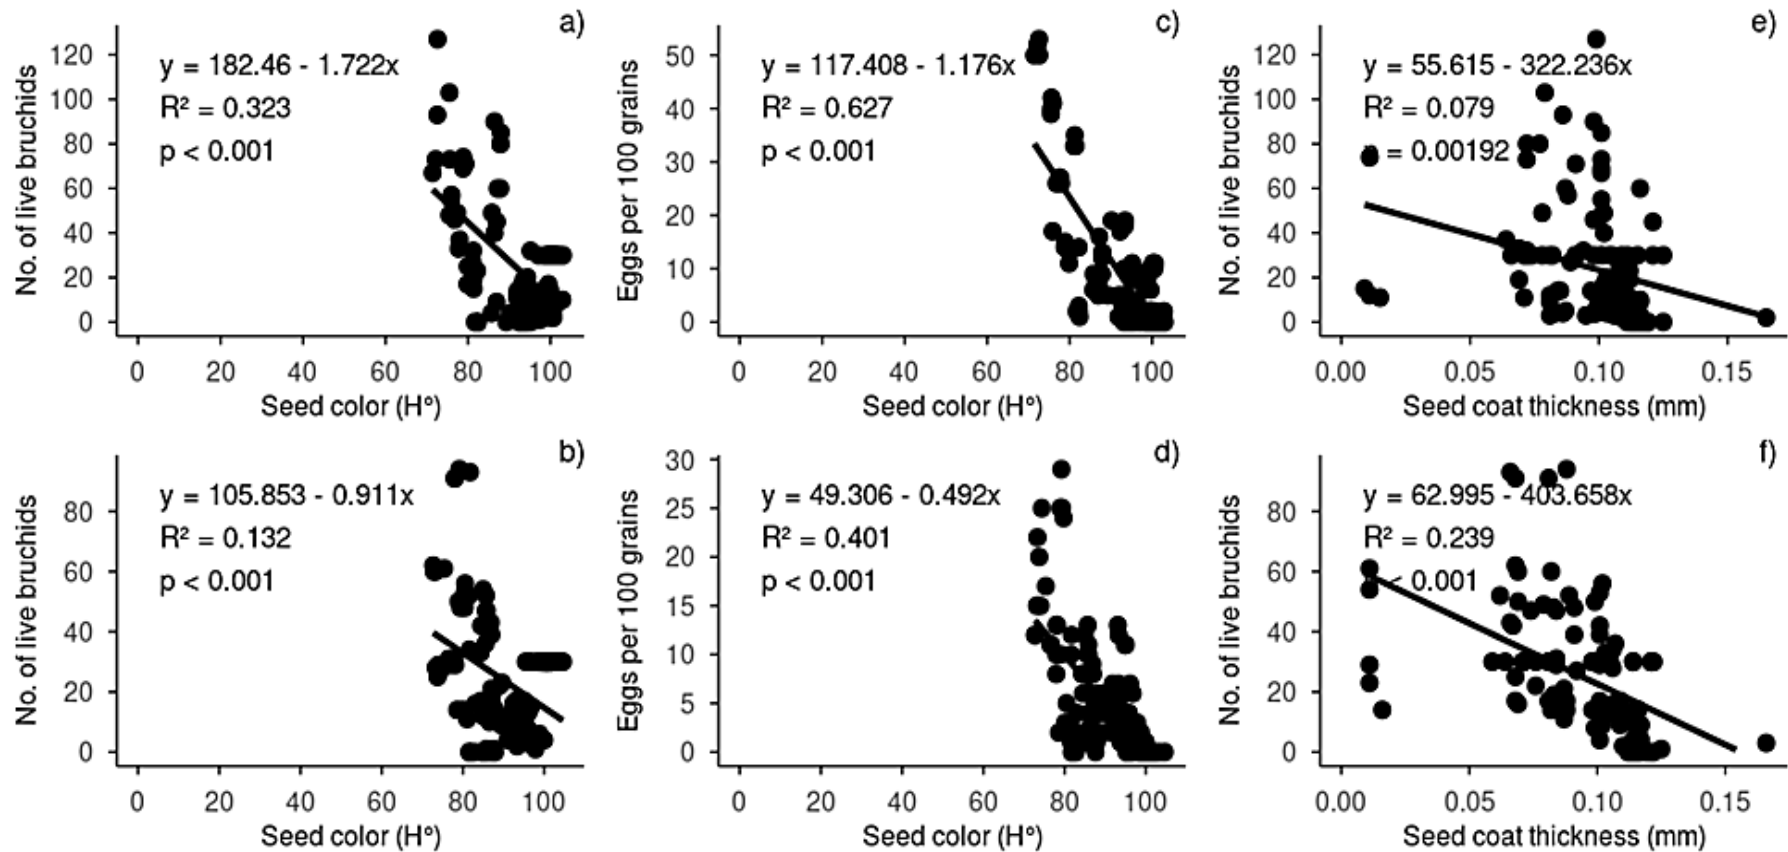 a)
y = 182.46 - 1.722x
R² = 0.323
p < 0.001
No. of live bruchids
120
100
80
60
40
20
0
0 20 40 60 80 100
Seed color (H°)
c)
y = 117.408 - 1.176x
R² = 0.627
p < 0.001
Eggs per 100 grains
50
40
30
20
10
0
0 20 40 60 80 100
Seed color (H°)
e)
y = 55.615 - 322.236x
R² = 0.079
= 0.00192
No. of live bruchids
120
100
80
60
40
20
0
0.00 0.05 0.10 0.15
Seed coat thickness (mm)
b)
y = 105.853 - 0.911x
R² = 0.132
p < 0.001
No. of live bruchids
80
60
40
20
0
0 20 40 60 80 100
Seed color (H°)
d)
y = 49.306 - 0.492x
R² = 0.401
p < 0.001
Eggs per 100 grains
30
25
20
15
10
5
0
0 20 40 60 80 100
Seed color (H°)
f)
y = 62.995 - 403.658x
R² = 0.239
< 0.001
No. of live bruchids
80
60
40
20
0
0.00 0.05 0.10 0.15
Seed coat thickness (mm)